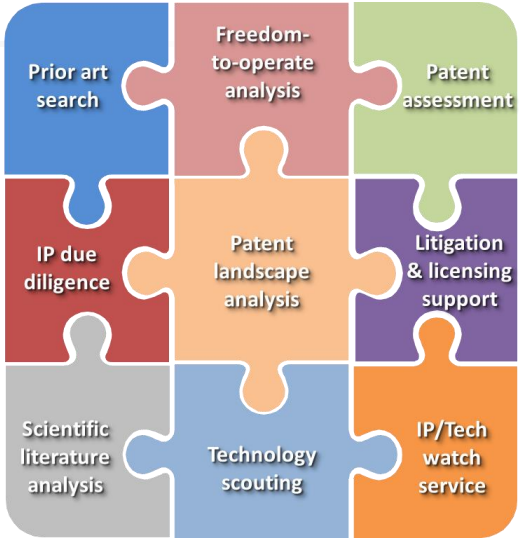 Prior art
search
Freedom-
to-operate
analysis
Patent
assessment
IP due
diligence
Patent
landscape
analysis
Litigation
& licensing
support
Scientific
literature
analysis
Technology
scouting
IP/Tech
watch
service